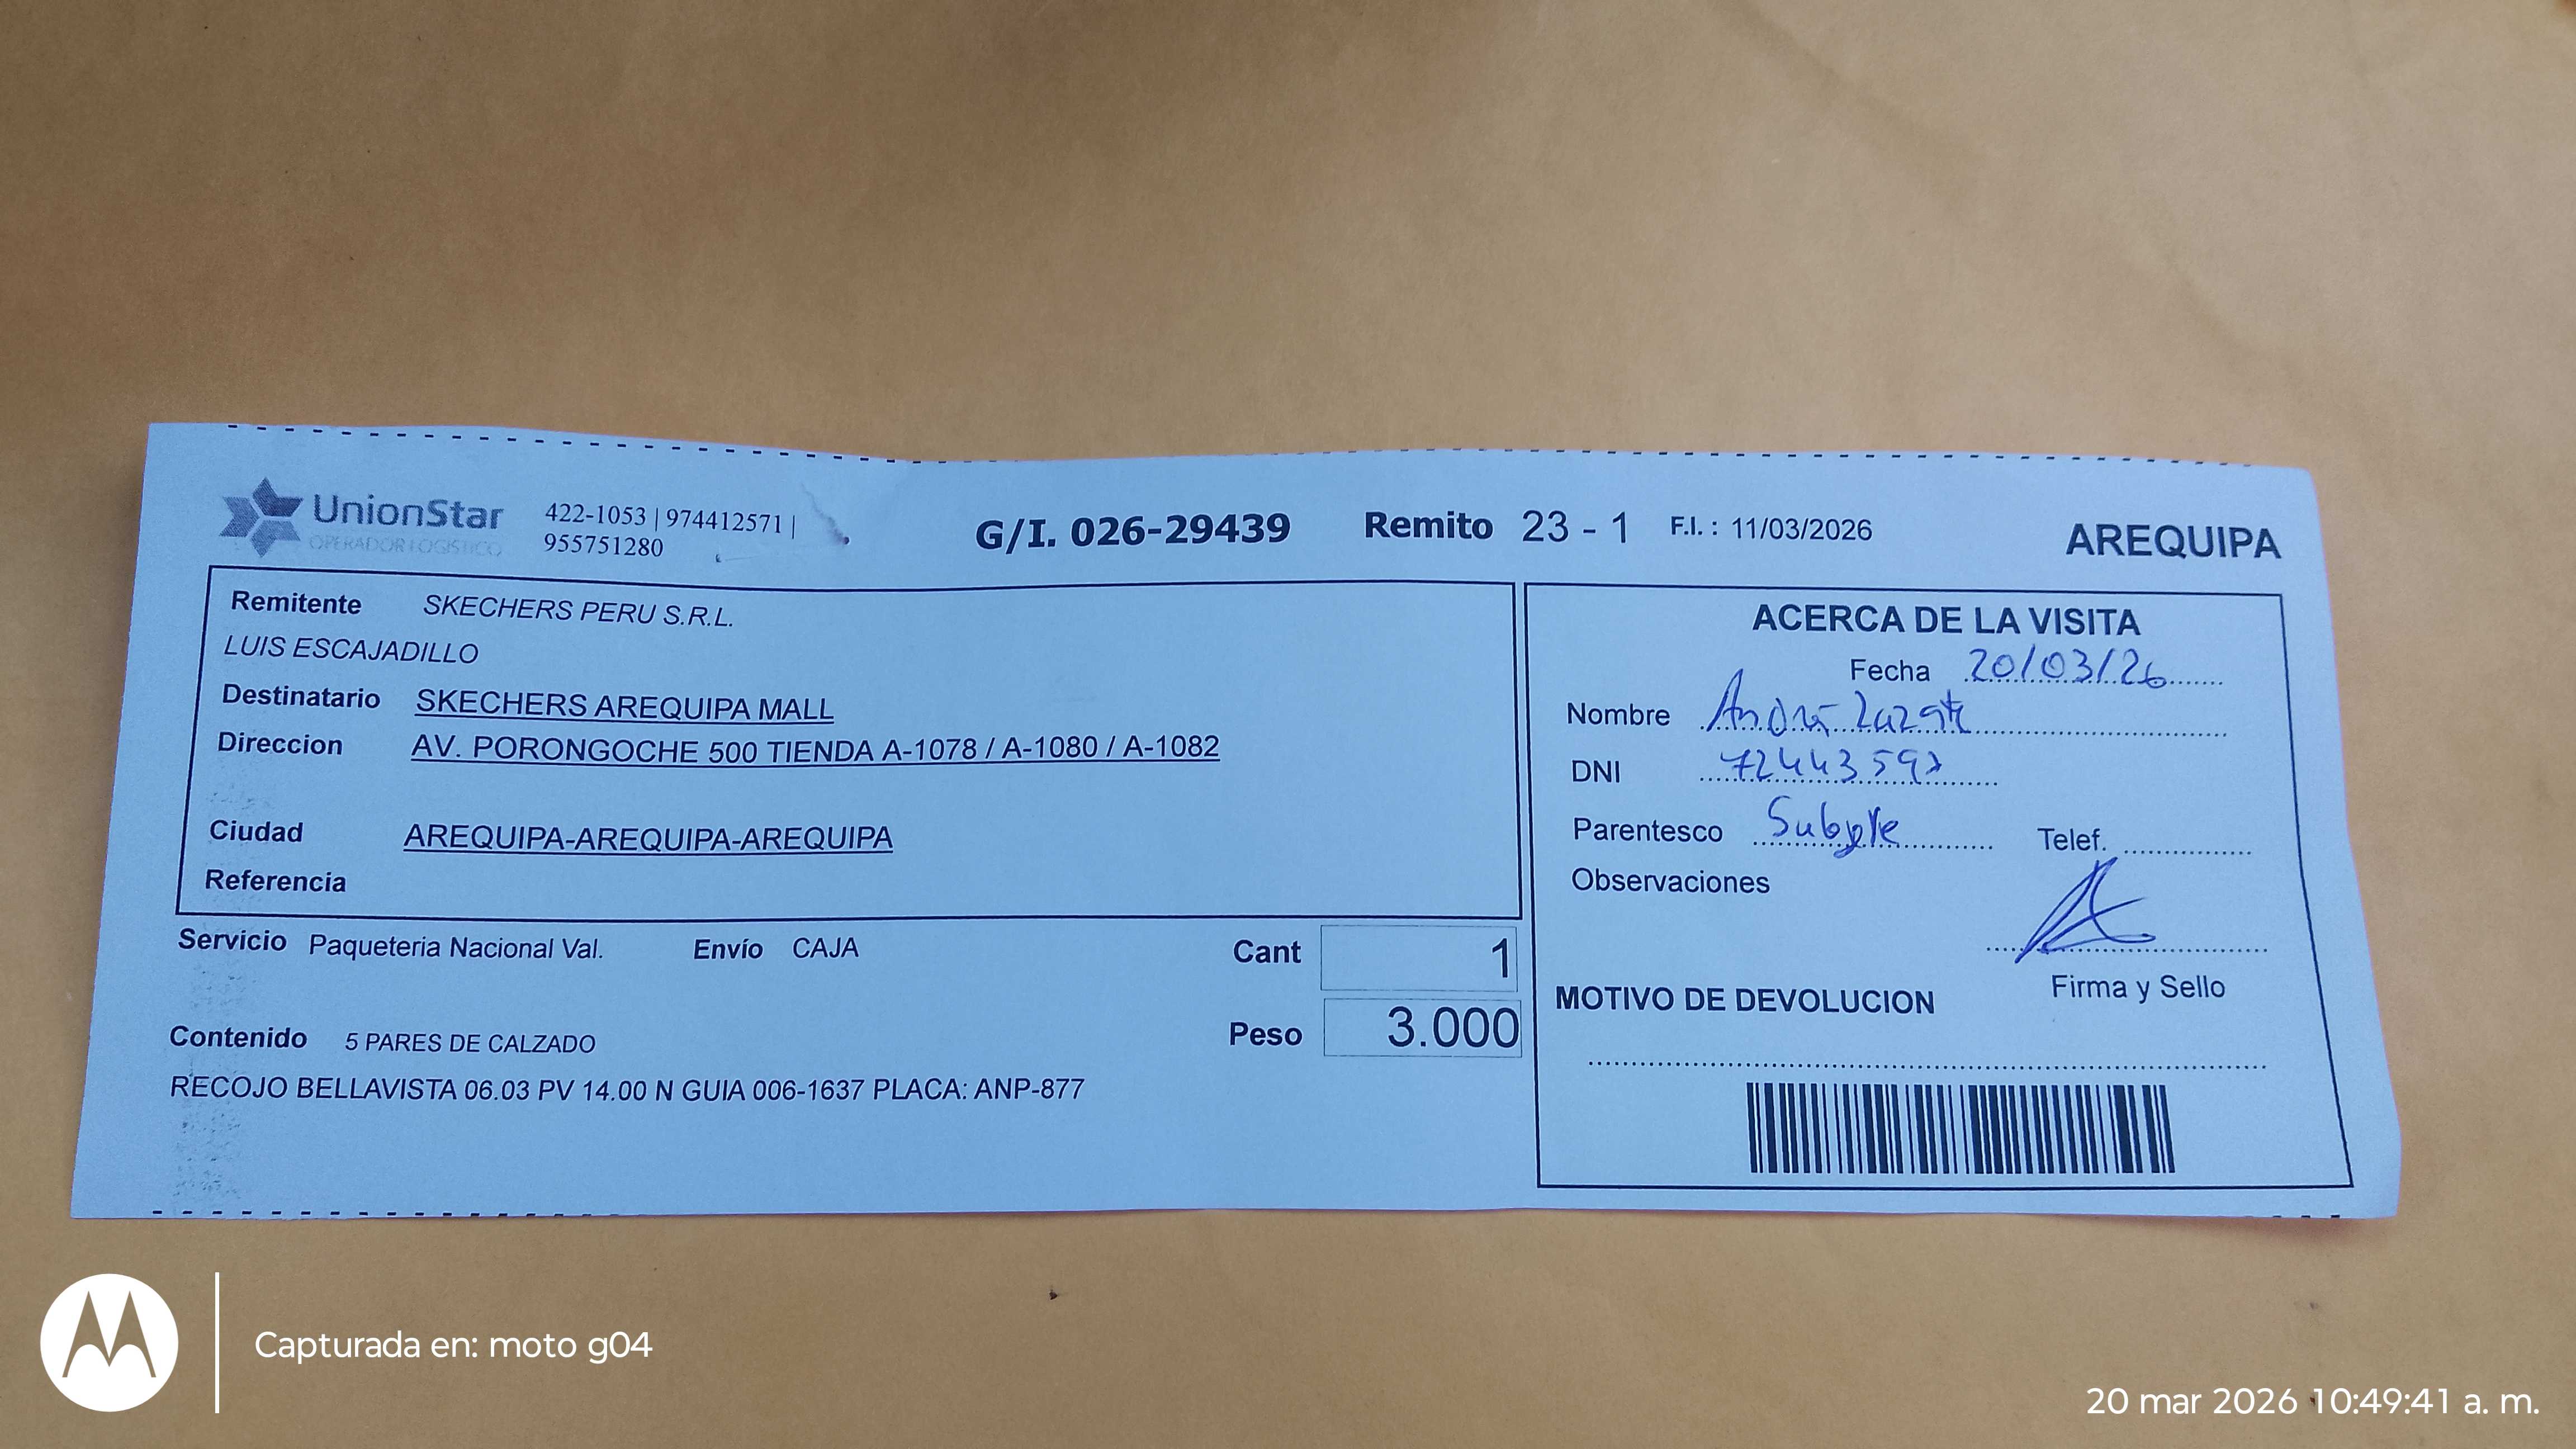 UnionStar
OPERADOR LOGISTICO
422-1053 | 974412571 |
955751280
G/I. 026-29439
Remito 23 - 1
F.I. : 11/03/2026
AREQUIPA
Remitente SKECHERS PERU S.R.L.
LUIS ESCAJADILLO
Destinatario SKECHERS AREQUIPA MALL
Direccion AV. PORONGOCHE 500 TIENDA A-1078 / A-1080 / A-1082
Ciudad AREQUIPA-AREQUIPA-AREQUIPA
Referencia
Servicio Paqueteria Nacional Val. Envío CAJA
Cant 1
Peso 3.000
Contenido 5 PARES DE CALZADO
RECOJO BELLAVISTA 06.03 PV 14.00 N GUIA 006-1637 PLACA: ANP-877
ACERCA DE LA VISITA
Fecha 20/03/26
Nombre
DNI
Parentesco
Telef.
Observaciones
Firma y Sello
MOTIVO DE DEVOLUCION
Capturada en: moto g04
20 mar 2026 10:49:41 a. m.